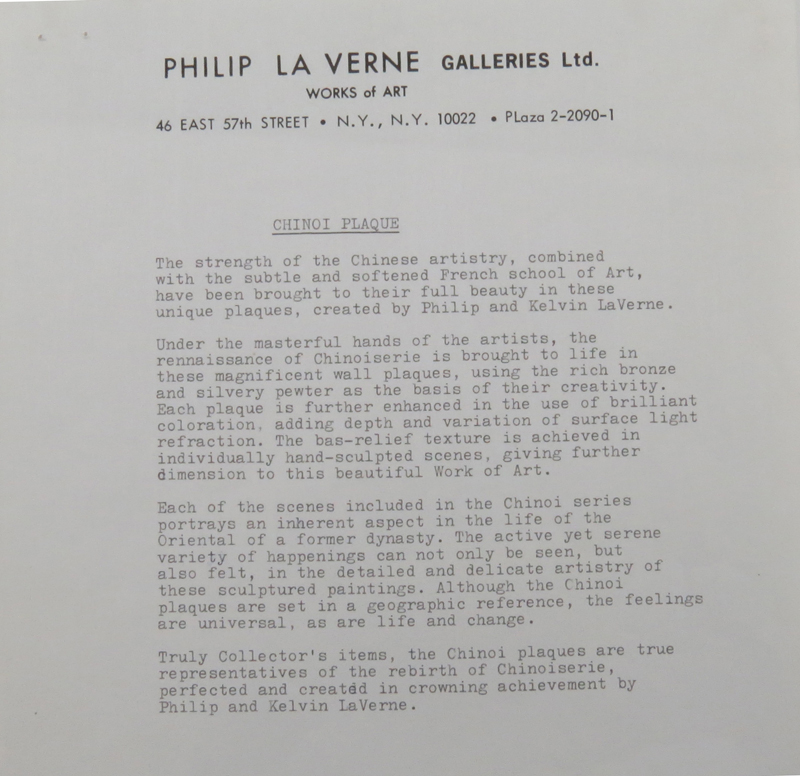 PHILIP LA VERNE GALLERIES Ltd.
WORKS of ART
46 EAST 57th STREET • N.Y., N.Y. 10022 • PLaza 2-2090-1
CHINOI PLAQUE
The strength of the Chinese artistry, combined
with the subtle and softened French school of Art,
have been brought to their full beauty in these
unique plaques, created by Philip and Kelvin LaVerne.
Under the masterful hands of the artists, the
rennaissance of Chinoiserie is brought to life in
these magnificent wall plaques, using the rich bronze
and silvery pewter as the basis of their creativity.
Each plaque is further enhanced in the use of brilliant
coloration, adding depth and variation of surface light
refraction. The bas-relief texture is achieved in
individually hand-sculpted scenes, giving further
dimension to this beautiful Work of Art.
Each of the scenes included in the Chinoi series
portrays an inherent aspect in the life of the
Oriental of a former dynasty. The active yet serene
variety of happenings can not only be seen, but
also felt, in the detailed and delicate artistry of
these sculptured paintings. Although the Chinoi
plaques are set in a geographic reference, the feelings
are universal, as are life and change.
Truly Collector's items, the Chinoi plaques are true
representatives of the rebirth of Chinoiserie,
perfected and created in crowning achievement by
Philip and Kelvin LaVerne.